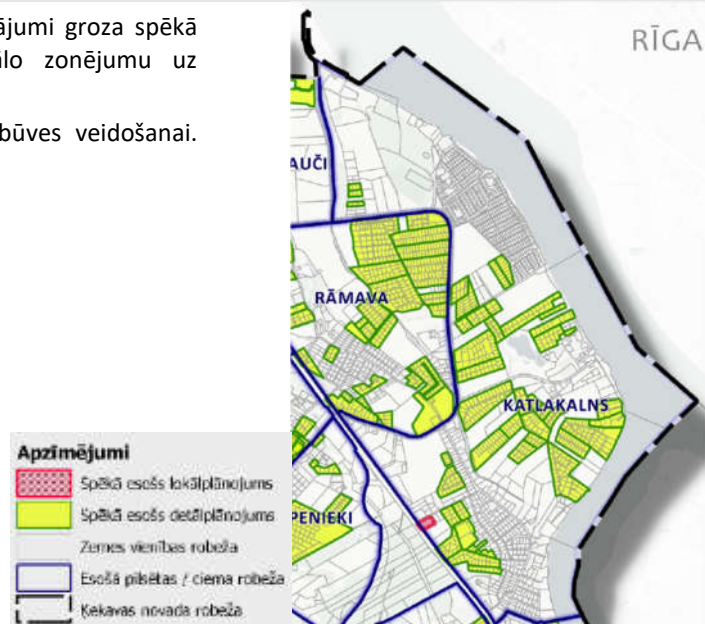 ājumi groza spēkā
ālo zonējumu uz
būves veidošanai.
RĪGA
AUČI
RĀMAVA
KATLAKALNS
PENIEKI
Apzīmējumi
Spēkā esošs lokālplānojums
Spēkā esošs detālplānojums
Zemes vienības robeža
Esošā pilsētas / ciema robeža
Ķekavas novada robeža